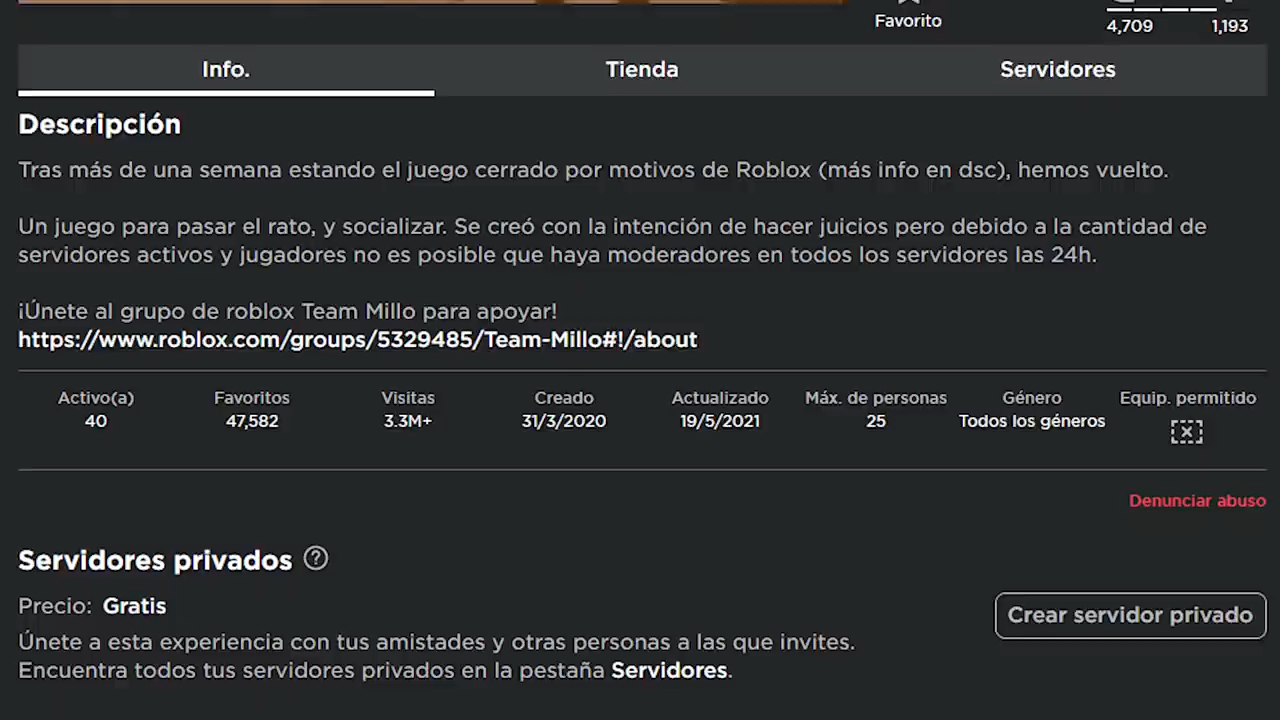 Favorito
4,709 1,193
Info. Tienda Servidores
Descripción
Tras más de una semana estando el juego cerrado por motivos de Roblox (más info en dsc), hemos vuelto.
Un juego para pasar el rato, y socializar. Se creó con la intención de hacer juicios pero debido a la cantidad de
servidores activos y jugadores no es posible que haya moderadores en todos los servidores las 24h.
¡Únete al grupo de roblox Team Millo para apoyar!
https://www.roblox.com/groups/5329485/Team-Millo#!/about
Activo(a) Favoritos Visitas Creado Actualizado Máx. de personas Género Equip. permitido
40 47,582 3.3M+ 31/3/2020 19/5/2021 25 Todos los géneros
Denunciar abuso
Servidores privados
Precio: Gratis
Crear servidor privado
Únete a esta experiencia con tus amistades y otras personas a las que invites.
Encuentra todos tus servidores privados en la pestaña Servidores.